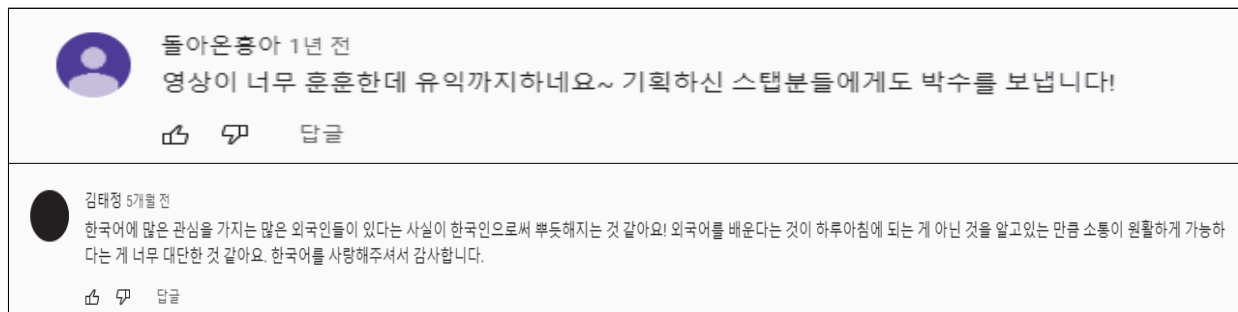 돌아온흥아 1년 전
영상이 너무 훈훈한데 유익까지하네요~ 기획하신 스탭분들에게도 박수를 보냅니다!
답글
김태정 5개월 전
한국어에 많은 관심을 가지는 많은 외국인들이 있다는 사실이 한국인으로써 뿌듯해지는 것 같아요! 외국어를 배운다는 것이 하루아침에 되는 게 아닌 것을 알고있는 만큼 소통이 원활하게 가능하
다는 게 너무 대단한 것 같아요. 한국어를 사랑해주셔서 감사합니다.
답글